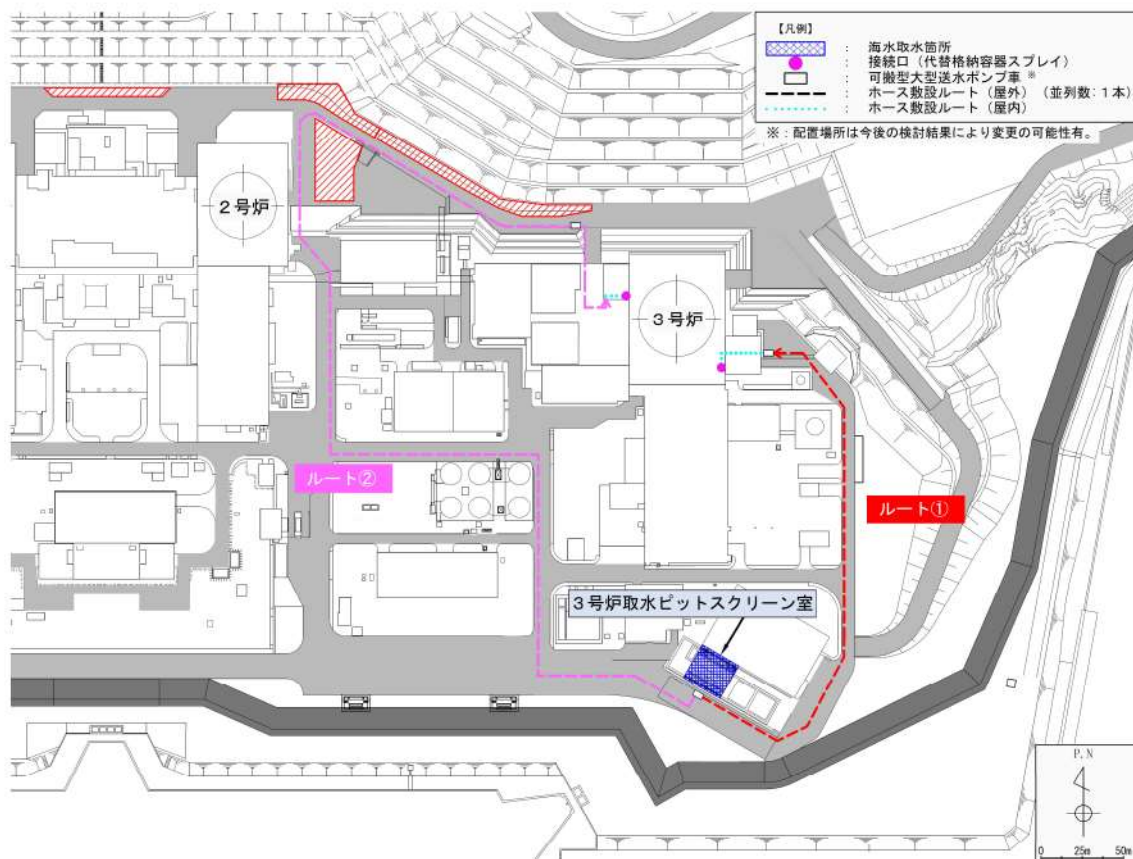 【凡例】
： 海水取水箇所
： 接続口（代替格納容器スプレイ）
： 可搬型大型送水ポンプ車 ※
： ホース敷設ルート（屋外）（並列数：１本）
： ホース敷設ルート（屋内）
※：配置場所は今後の検討結果により変更の可能性有。
２号炉
３号炉
ルート②
ルート①
３号炉取水ピットスクリーン室
P.N
0 25m 50m